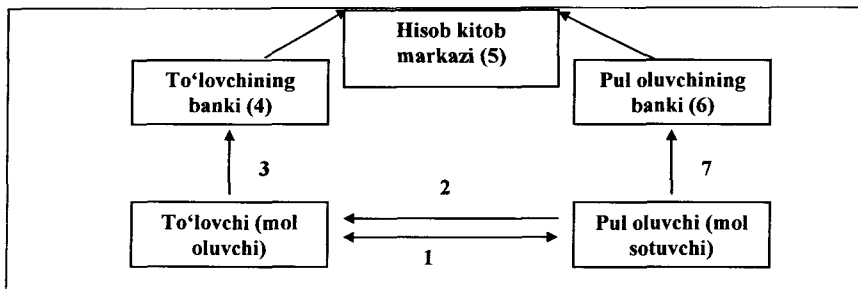 Hisob kitob
markazi (5)
To‘lovchining
banki (4)
Pul oluvchining
banki (6)
3
2
7
To‘lovchi (mol
oluvchi)
Pul oluvchi (mol
sotuvchi)
1